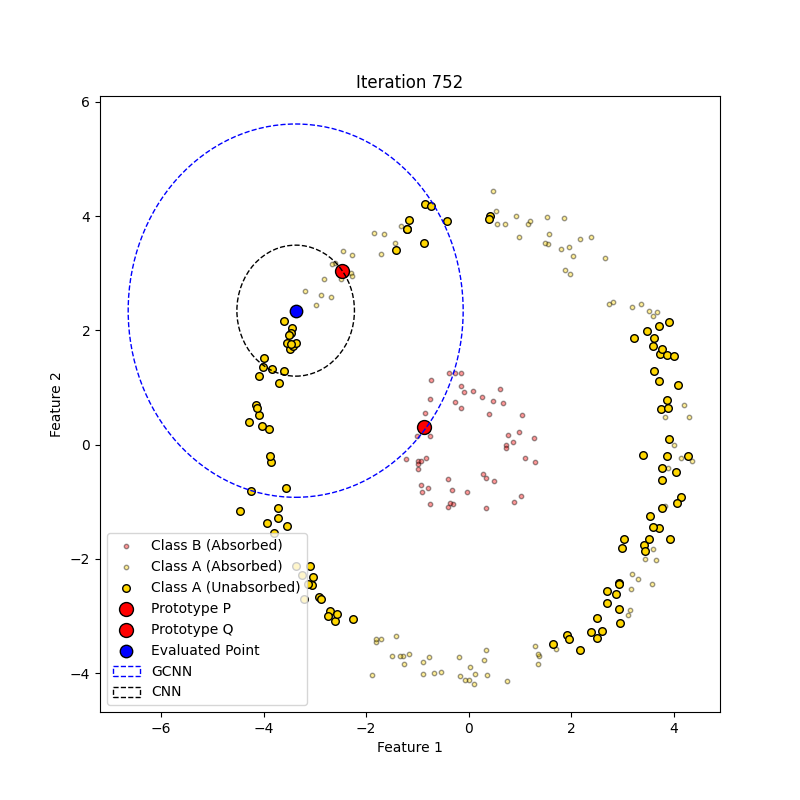 Iteration 752
6
4
2
0
−2
−4
Feature 2
Class B (Absorbed)
Class A (Absorbed)
Class A (Unabsorbed)
Prototype P
Prototype Q
Evaluated Point
GCNN
CNN
−6
−4
−2
0
2
4
Feature 1